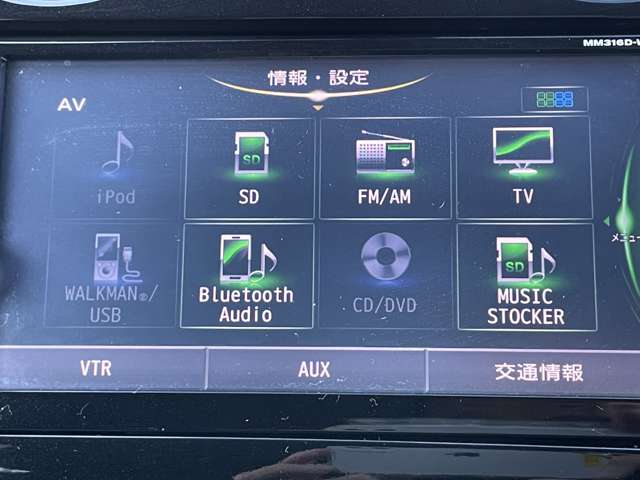 MM316D-W
情報・設定
AV
iPod
SD
SD
FM/AM
TV
メニュー
WALKMAN®/
USB
Bluetooth
Audio
CD/DVD
SD
MUSIC
STOCKER
VTR
AUX
交通情報